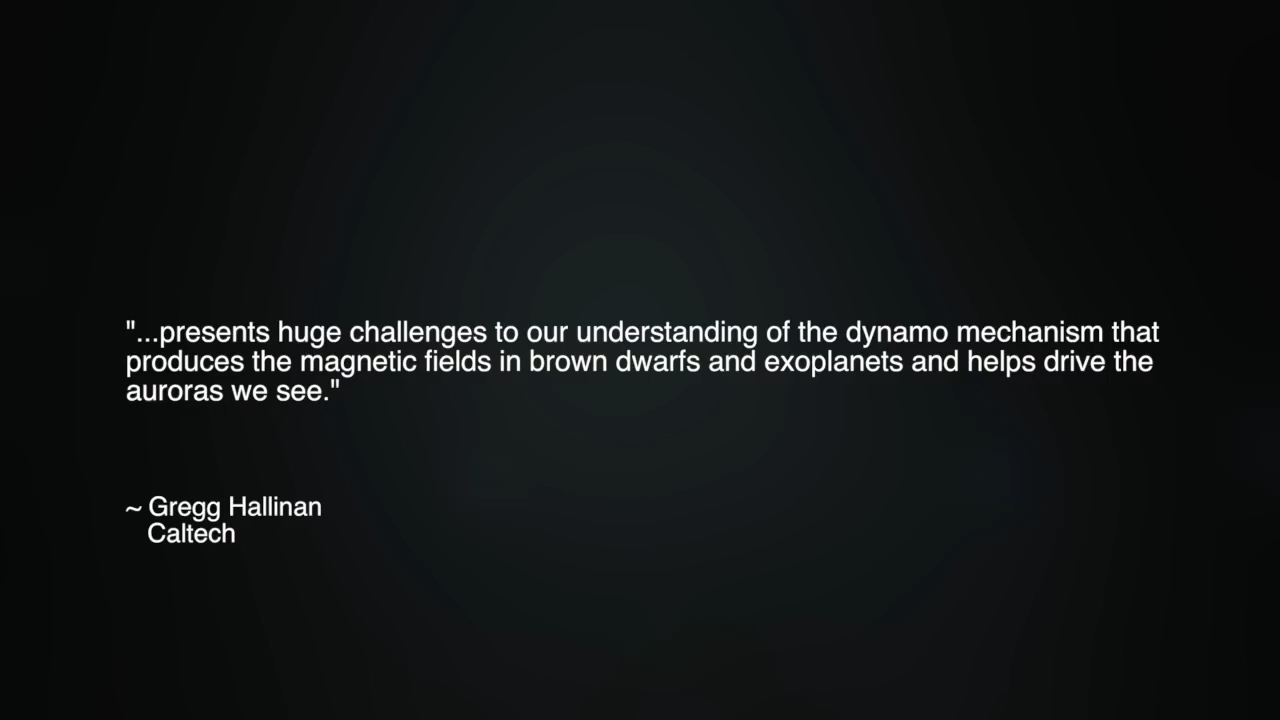 "...presents huge challenges to our understanding of the dynamo mechanism that
produces the magnetic fields in brown dwarfs and exoplanets and helps drive the
auroras we see."
~ Gregg Hallinan
Caltech